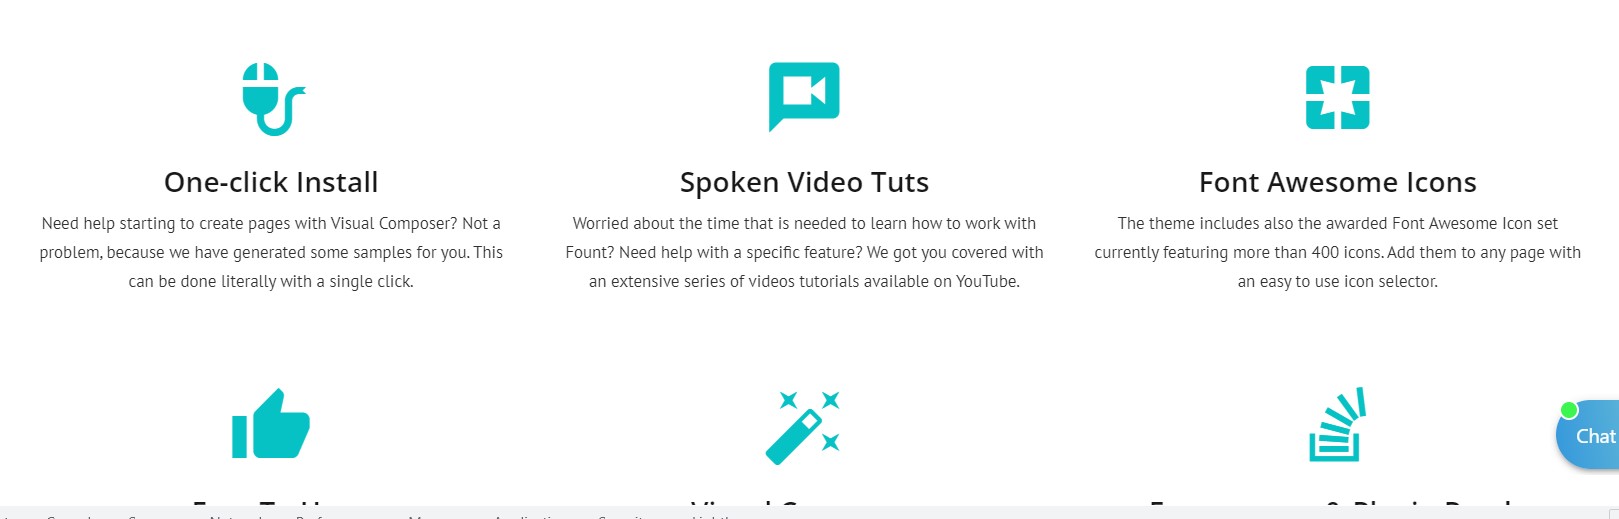 One-click Install
Need help starting to create pages with Visual Composer? Not a
problem, because we have generated some samples for you. This
can be done literally with a single click.
Spoken Video Tuts
Worried about the time that is needed to learn how to work with
Fount? Need help with a specific feature? We got you covered with
an extensive series of videos tutorials available on YouTube.
Font Awesome Icons
The theme includes also the awarded Font Awesome Icon set
currently featuring more than 400 icons. Add them to any page with
an easy to use icon selector.
Chat